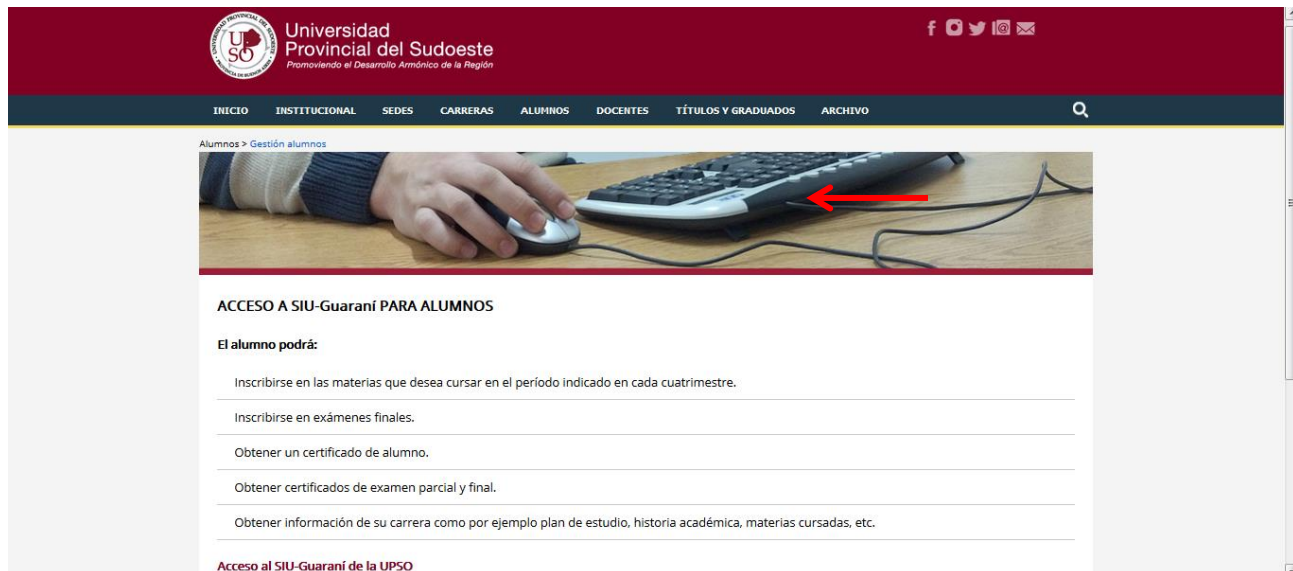 Universidad
Provincial del Sudoeste
Promoviendo el Desarrollo Armónico de la Región
UPSO
INICIO INSTITUCIONAL SEDES CARRERAS ALUMNOS DOCENTES TÍTULOS Y GRADUADOS ARCHIVO
Alumnos > Gestión alumnos
ACCESO A SIU-Guaraní PARA ALUMNOS
El alumno podrá:
Inscribirse en las materias que desea cursar en el período indicado en cada cuatrimestre.
Inscribirse en exámenes finales.
Obtener un certificado de alumno.
Obtener certificados de examen parcial y final.
Obtener información de su carrera como por ejemplo plan de estudio, historia académica, materias cursadas, etc.
Acceso al SIU-Guaraní de la UPSO